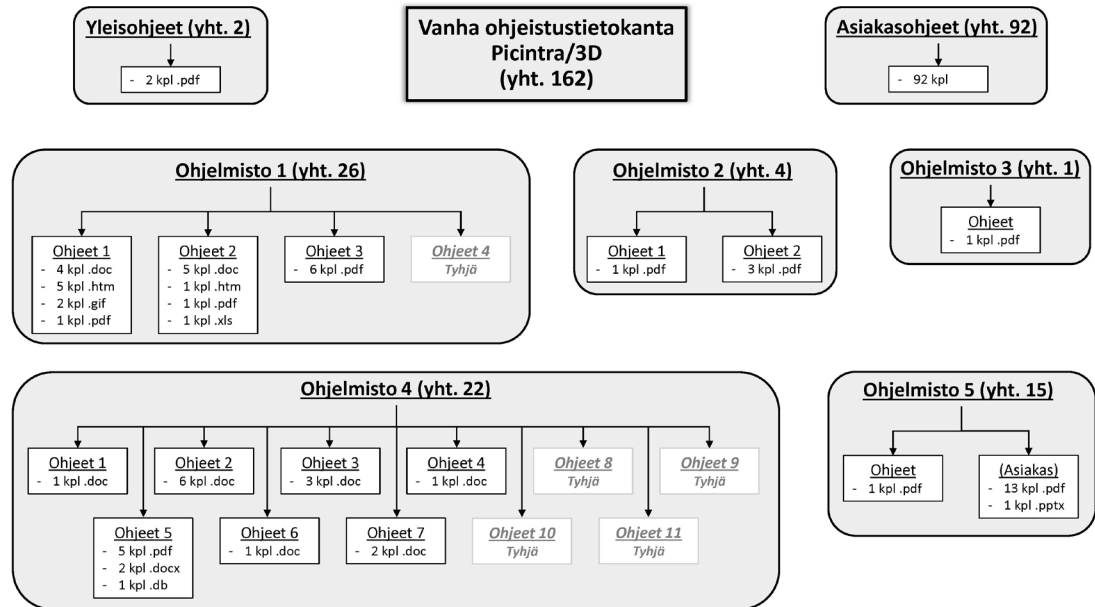 Yleisohjeet (yht. 2)
- 2 kpl .pdf
Vanha ohjeistustietokanta
Picintra/3D
(yht. 162)
Asiakasohjeet (yht. 92)
- 92 kpl
Ohjelmisto 1 (yht. 26)
Ohjeet 1
- 4 kpl .doc
- 5 kpl .htm
- 2 kpl .gif
- 1 kpl .pdf
Ohjeet 2
- 5 kpl .doc
- 1 kpl .htm
- 1 kpl .pdf
- 1 kpl .xls
Ohjeet 3
- 6 kpl .pdf
Ohjeet 4
Tyhjä
Ohjelmisto 2 (yht. 4)
Ohjeet 1
- 1 kpl .pdf
Ohjeet 2
- 3 kpl .pdf
Ohjelmisto 3 (yht. 1)
Ohjeet
- 1 kpl .pdf
Ohjelmisto 4 (yht. 22)
Ohjeet 1
- 1 kpl .doc
Ohjeet 2
- 6 kpl .doc
Ohjeet 3
- 3 kpl .doc
Ohjeet 4
- 1 kpl .doc
Ohjeet 8
Tyhjä
Ohjeet 9
Tyhjä
Ohjeet 5
- 5 kpl .pdf
- 2 kpl .docx
- 1 kpl .db
Ohjeet 6
- 1 kpl .doc
Ohjeet 7
- 2 kpl .doc
Ohjeet 10
Tyhjä
Ohjeet 11
Tyhjä
Ohjelmisto 5 (yht. 15)
Ohjeet
- 1 kpl .pdf
(Asiakas)
- 13 kpl .pdf
- 1 kpl .pptx